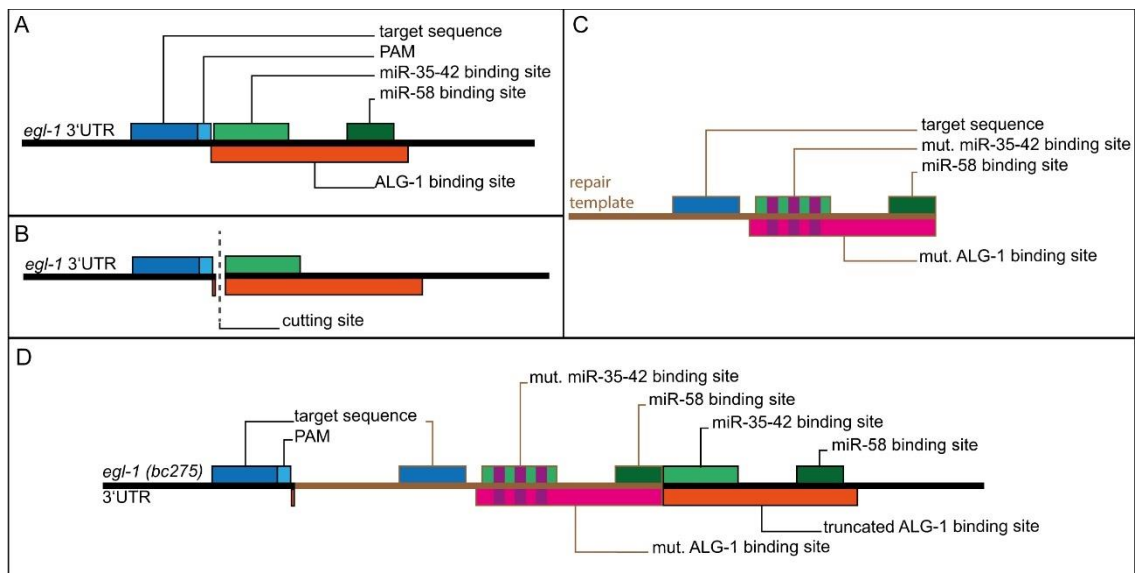 A
target sequence
PAM
miR-35-42 binding site
miR-58 binding site
egl-1 3'UTR
ALG-1 binding site
B
egl-1 3'UTR
cutting site
C
target sequence
mut. miR-35-42 binding site
miR-58 binding site
repair
template
mut. ALG-1 binding site
D
mut. miR-35-42 binding site
miR-58 binding site
target sequence
miR-35-42 binding site
PAM
miR-58 binding site
egl-1 (bc275)
3'UTR
truncated ALG-1 binding site
mut. ALG-1 binding site